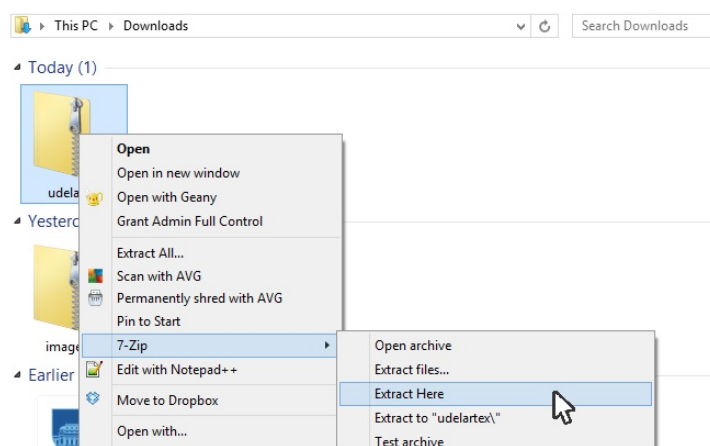 This PC Downloads Search Downloads
Today (1)
udela
Open
Open in new window
Open with Geany
Grant Admin Full Control
Yesterd
Extract All...
Scan with AVG
Permanently shred with AVG
Pin to Start
image
7-Zip
Open archive
Extract files...
Extract Here
Extract to "udelartex\"
Test archive
Earlier
Edit with Notepad++
Move to Dropbox
Open with...